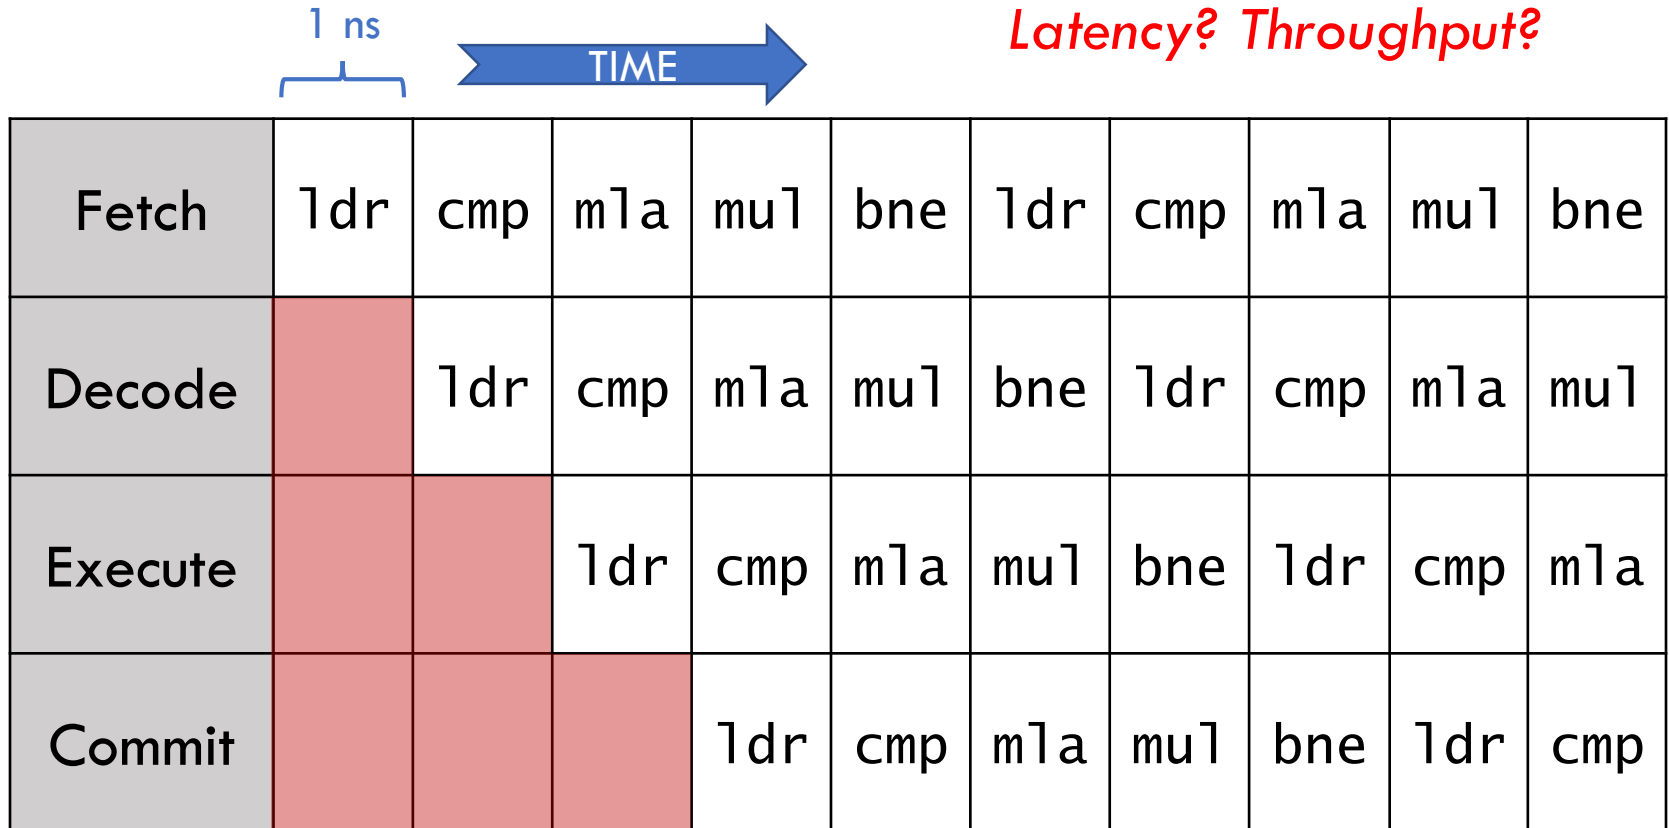 1 ns
TIME
Latency? Throughput?
Fetch ldr cmp mla mul bne ldr cmp mla mul bne
Decode ldr cmp mla mul bne ldr cmp mla mul
Execute ldr cmp mla mul bne ldr cmp mla
Commit ldr cmp mla mul bne ldr cmp